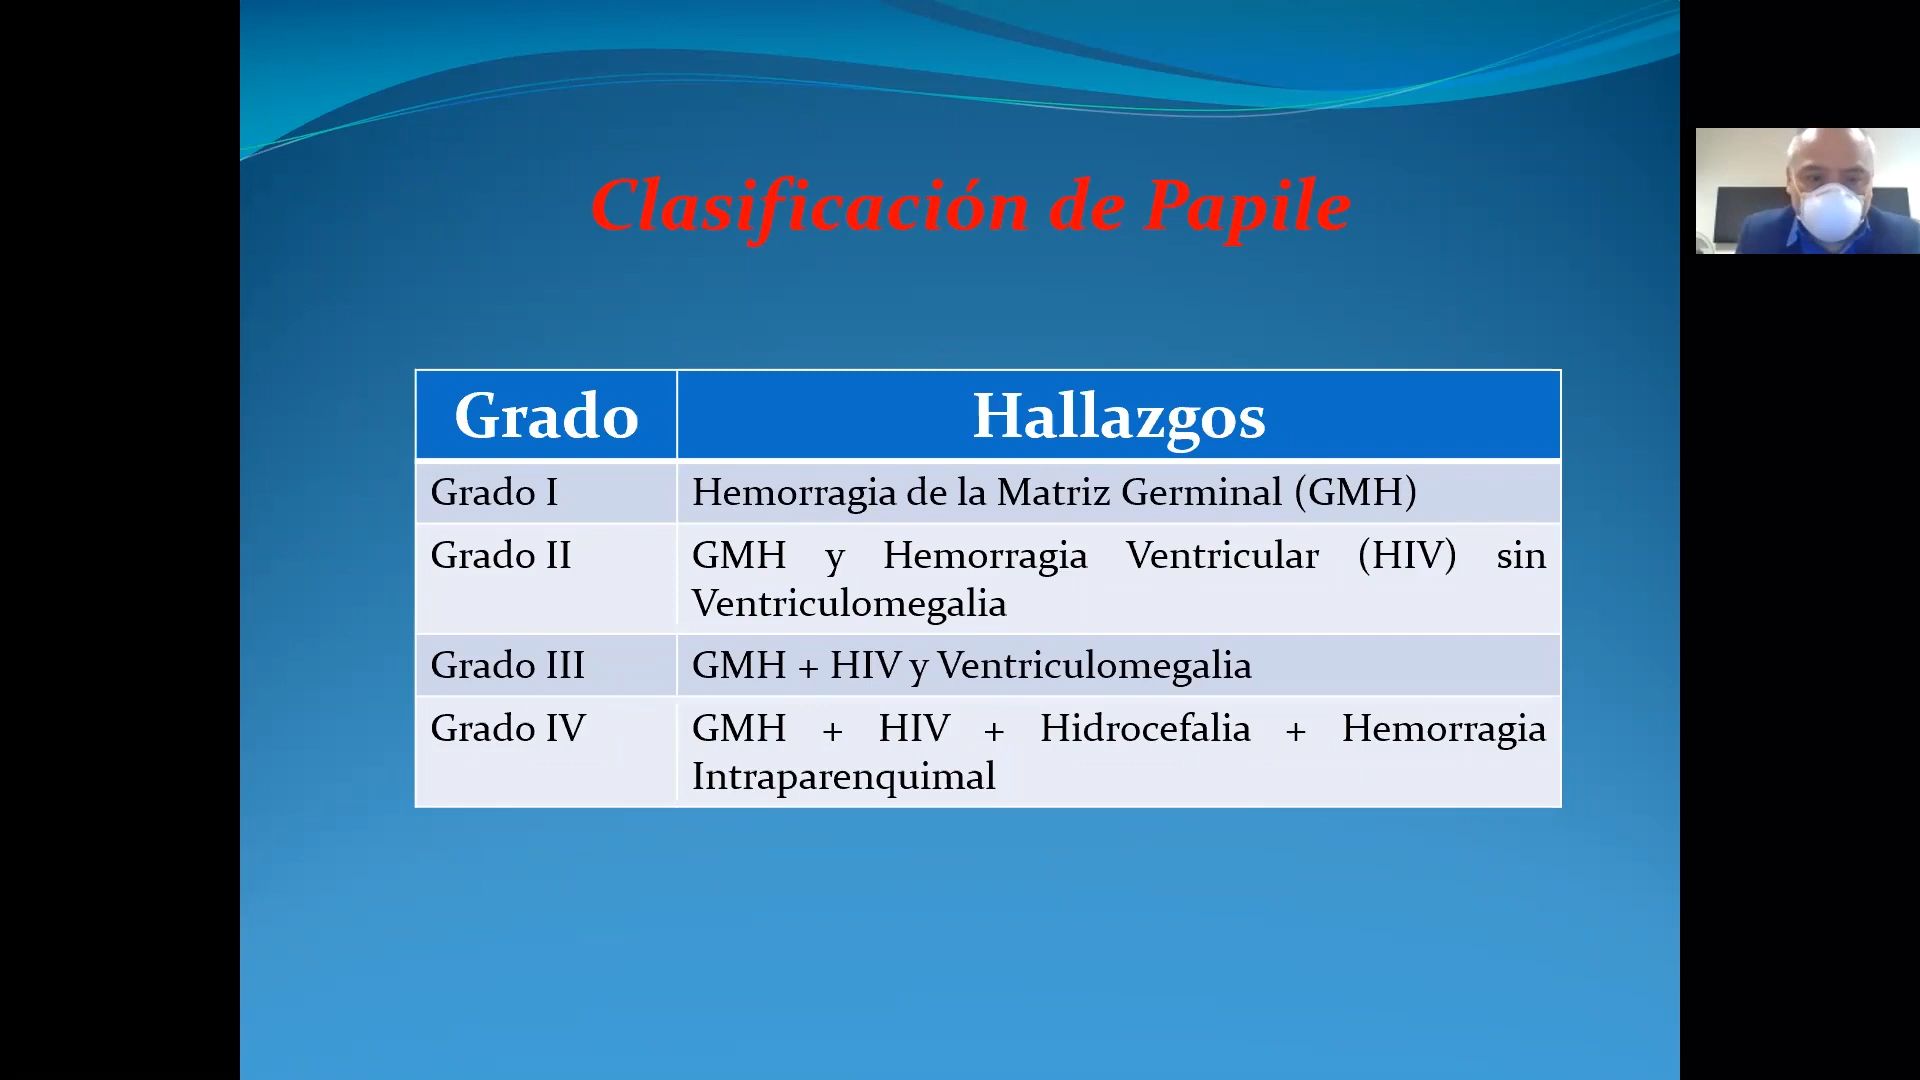 Clasificación de Papile
Grado
Hallazgos
Grado I
Hemorragia de la Matriz Germinal (GMH)
Grado II
GMH y Hemorragia Ventricular (HIV) sin
Ventriculomegalia
Grado III
GMH + HIV y Ventriculomegalia
Grado IV
GMH + HIV + Hidrocefalia + Hemorragia
Intraparenquimal